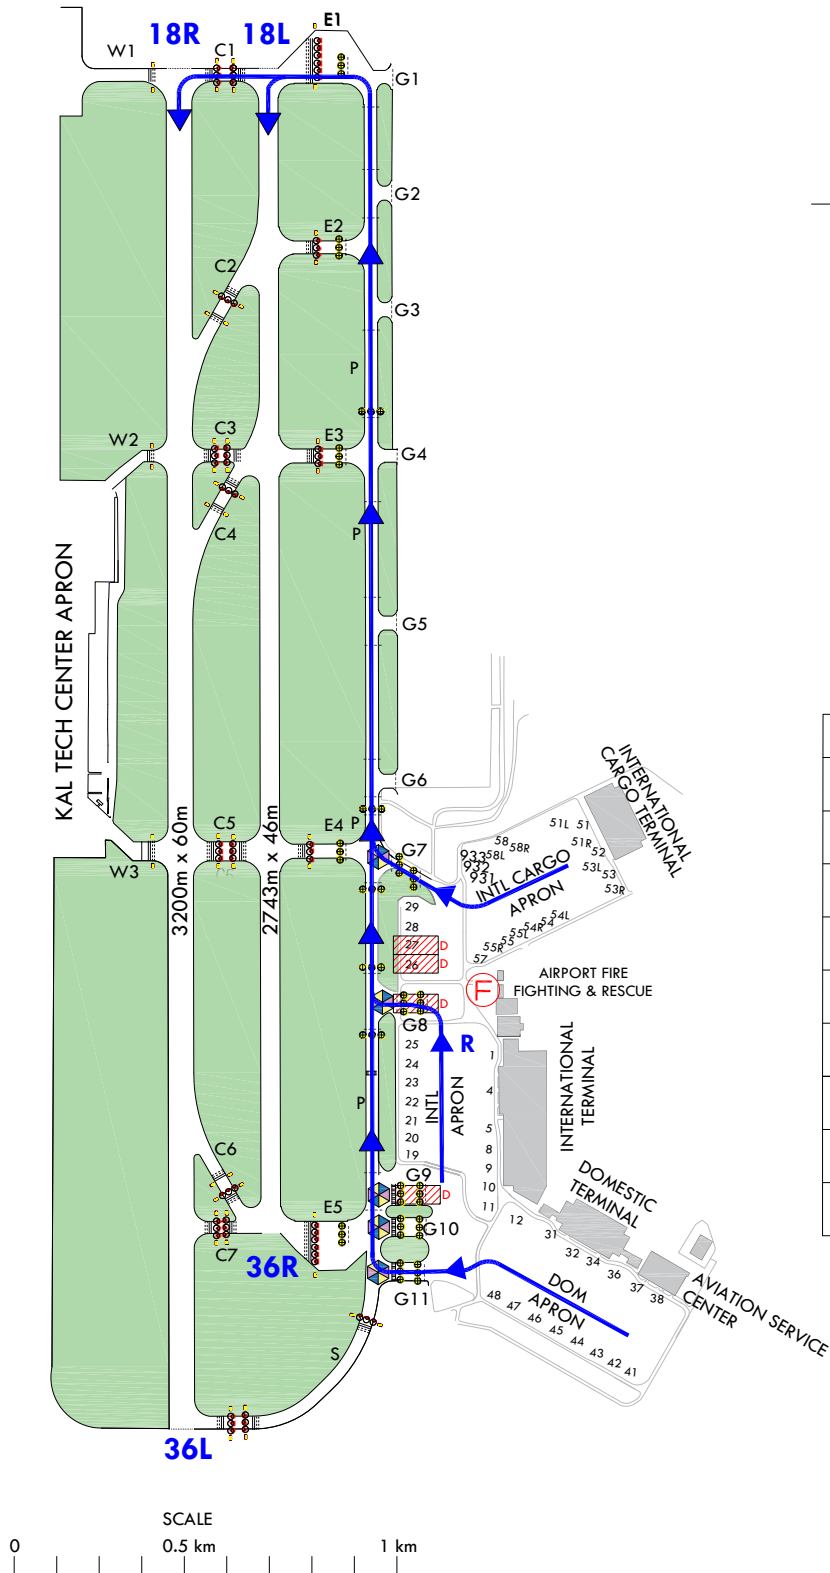 18R
18L
E1
W1
C1
G1
G2
E2
C2
G3
P
W2
C3
E3
G4
C4
P
KAL TECH CENTER APRON
G5
G6
INTERNATIONAL
CARGO TERMINAL
3200m x 60m
2743m x 46m
C5
E4
P
G7
W3
58
58R
51L
51
51R
52
933
58L
932
931
53L
53
53R
INTL CARGO
APRON
54L
54
54R
55L
55
55R
57
29
28
27
D
26
D
F
AIRPORT FIRE
FIGHTING & RESCUE
G8
R
25
24
23
22
21
20
19
INTL
APRON
1
4
5
8
9
10
11
INTERNATIONAL
TERMINAL
P
C6
G9
D
DOMESTIC
TERMINAL
12
31
32
34
36
37
38
E5
G10
C7
36R
G11
DOM
APRON
48
47
46
45
44
43
42
41
AVIATION SERVICE
CENTER
S
36L
SCALE
0
0.5 km
1 km